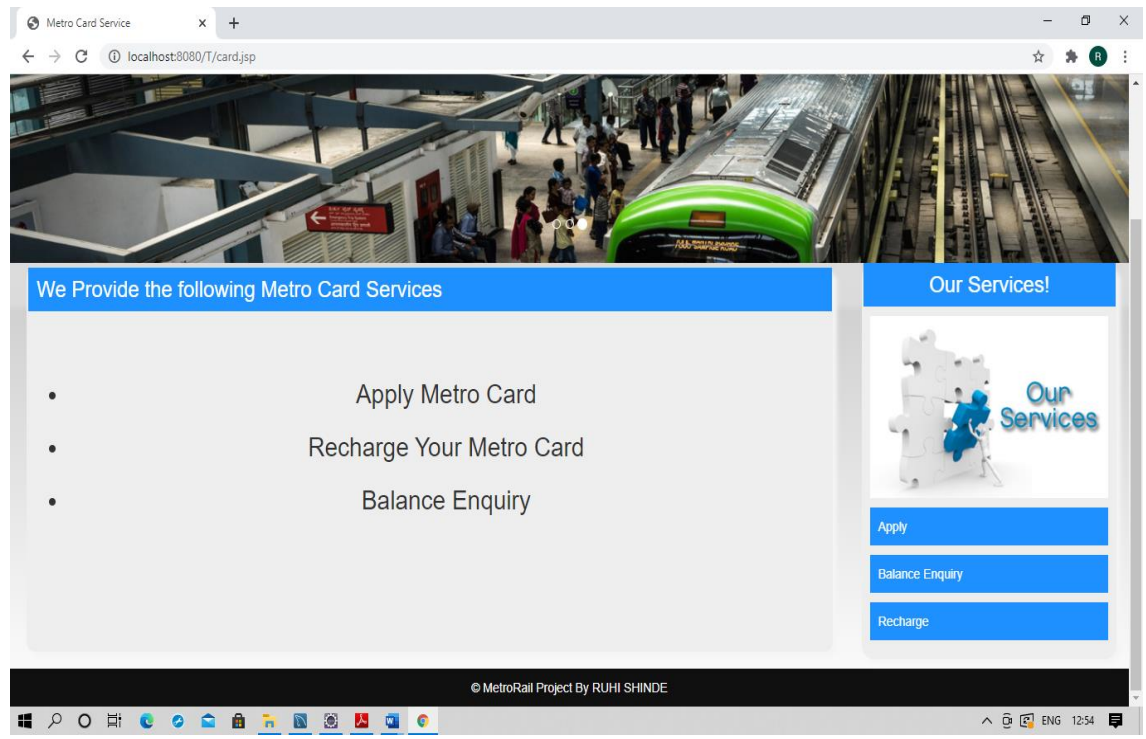 Metro Card Service
localhost:8080/T/card.jsp
R
We Provide the following Metro Card Services
Our Services!
• Apply Metro Card
• Recharge Your Metro Card
• Balance Enquiry
Our
Services
Apply
Balance Enquiry
Recharge
© MetroRail Project By RUHI SHINDE
ENG 12:54